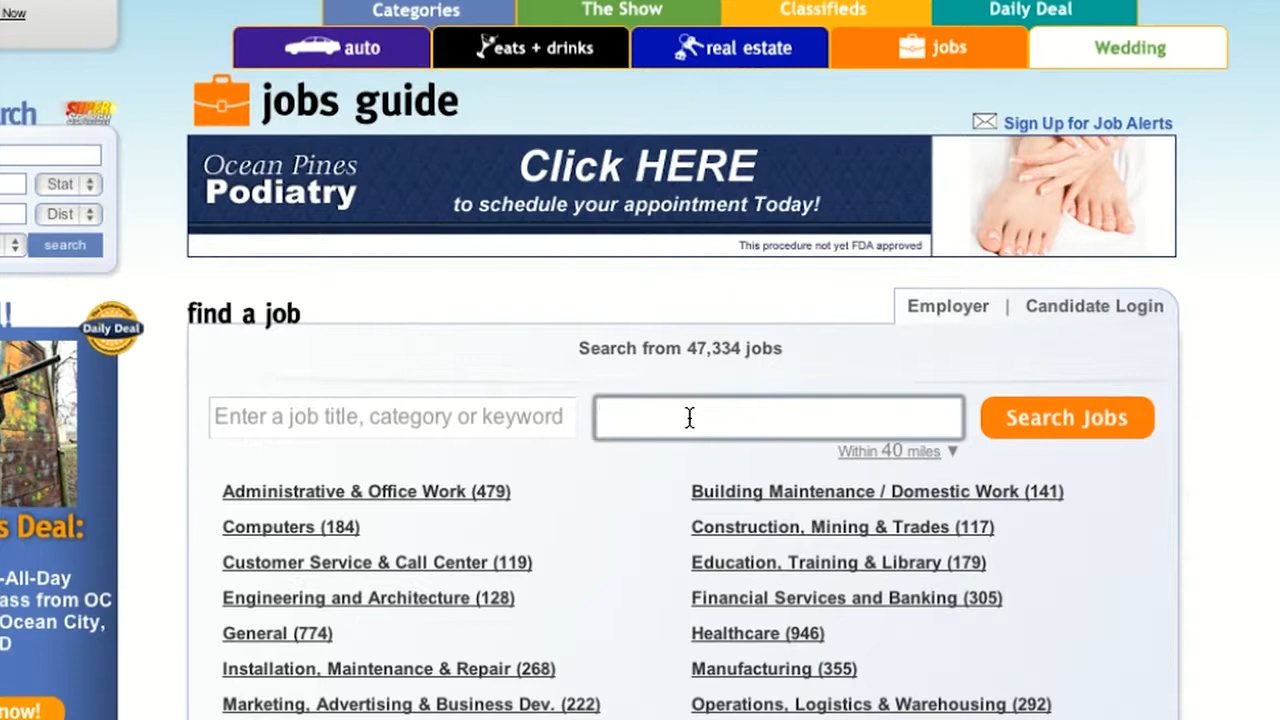 Now
Categories
The Show
Classifieds
Daily Deal
auto
eats + drinks
real estate
jobs
Wedding
jobs guide
Sign Up for Job Alerts
rch
SUPER
Ocean Pines
Podiatry
Click HERE
to schedule your appointment Today!
This procedure not yet FDA approved
Stat
Dist
search
find a job
Employer | Candidate Login
Search from 47,334 jobs
Enter a job title, category or keyword
Search Jobs
Within 40 miles ▼
Administrative & Office Work (479)
Building Maintenance / Domestic Work (141)
Computers (184)
Construction, Mining & Trades (117)
Customer Service & Call Center (119)
Education, Training & Library (179)
Engineering and Architecture (128)
Financial Services and Banking (305)
General (774)
Healthcare (946)
Installation, Maintenance & Repair (268)
Manufacturing (355)
Marketing, Advertising & Business Dev. (222)
Operations, Logistics & Warehousing (292)
!
Daily Deal
s Deal:
-All-Day
ass from OC
Ocean City,
D
now!